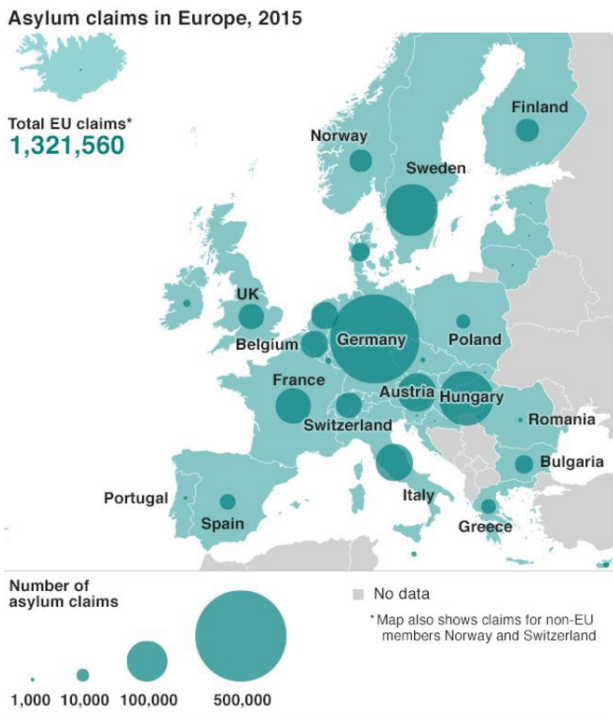 Asylum claims in Europe, 2015
Total EU claims*
1,321,560
Finland
Norway
Sweden
UK
Belgium
Germany
Poland
France
Austria
Hungary
Switzerland
Romania
Bulgaria
Portugal
Spain
Italy
Greece
Number of
asylum claims
1,000
10,000
100,000
500,000
No data
*Map also shows claims for non-EU
members Norway and Switzerland